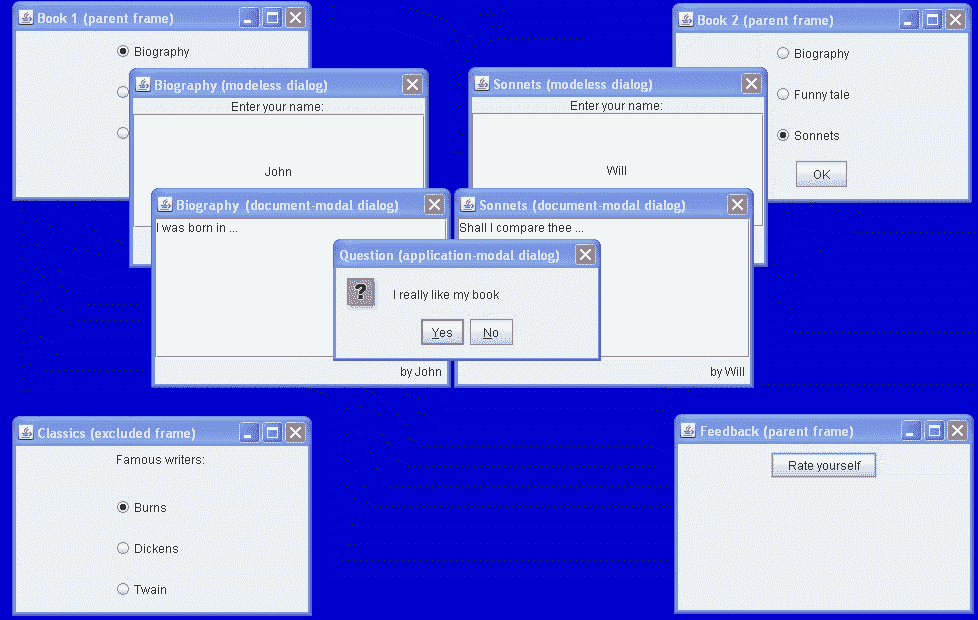 Book 1 (parent frame)
Biography
Book 2 (parent frame)
Biography
Funny tale
Sonnets
OK
Biography (modeless dialog)
Enter your name:
John
Sonnets (modeless dialog)
Enter your name:
Will
Biography (document-modal dialog)
I was born in ...
by John
Sonnets (document-modal dialog)
Shall I compare thee ...
by Will
Question (application-modal dialog)
?
I really like my book
Yes
No
Classics (excluded frame)
Famous writers:
Burns
Dickens
Twain
Feedback (parent frame)
Rate yourself